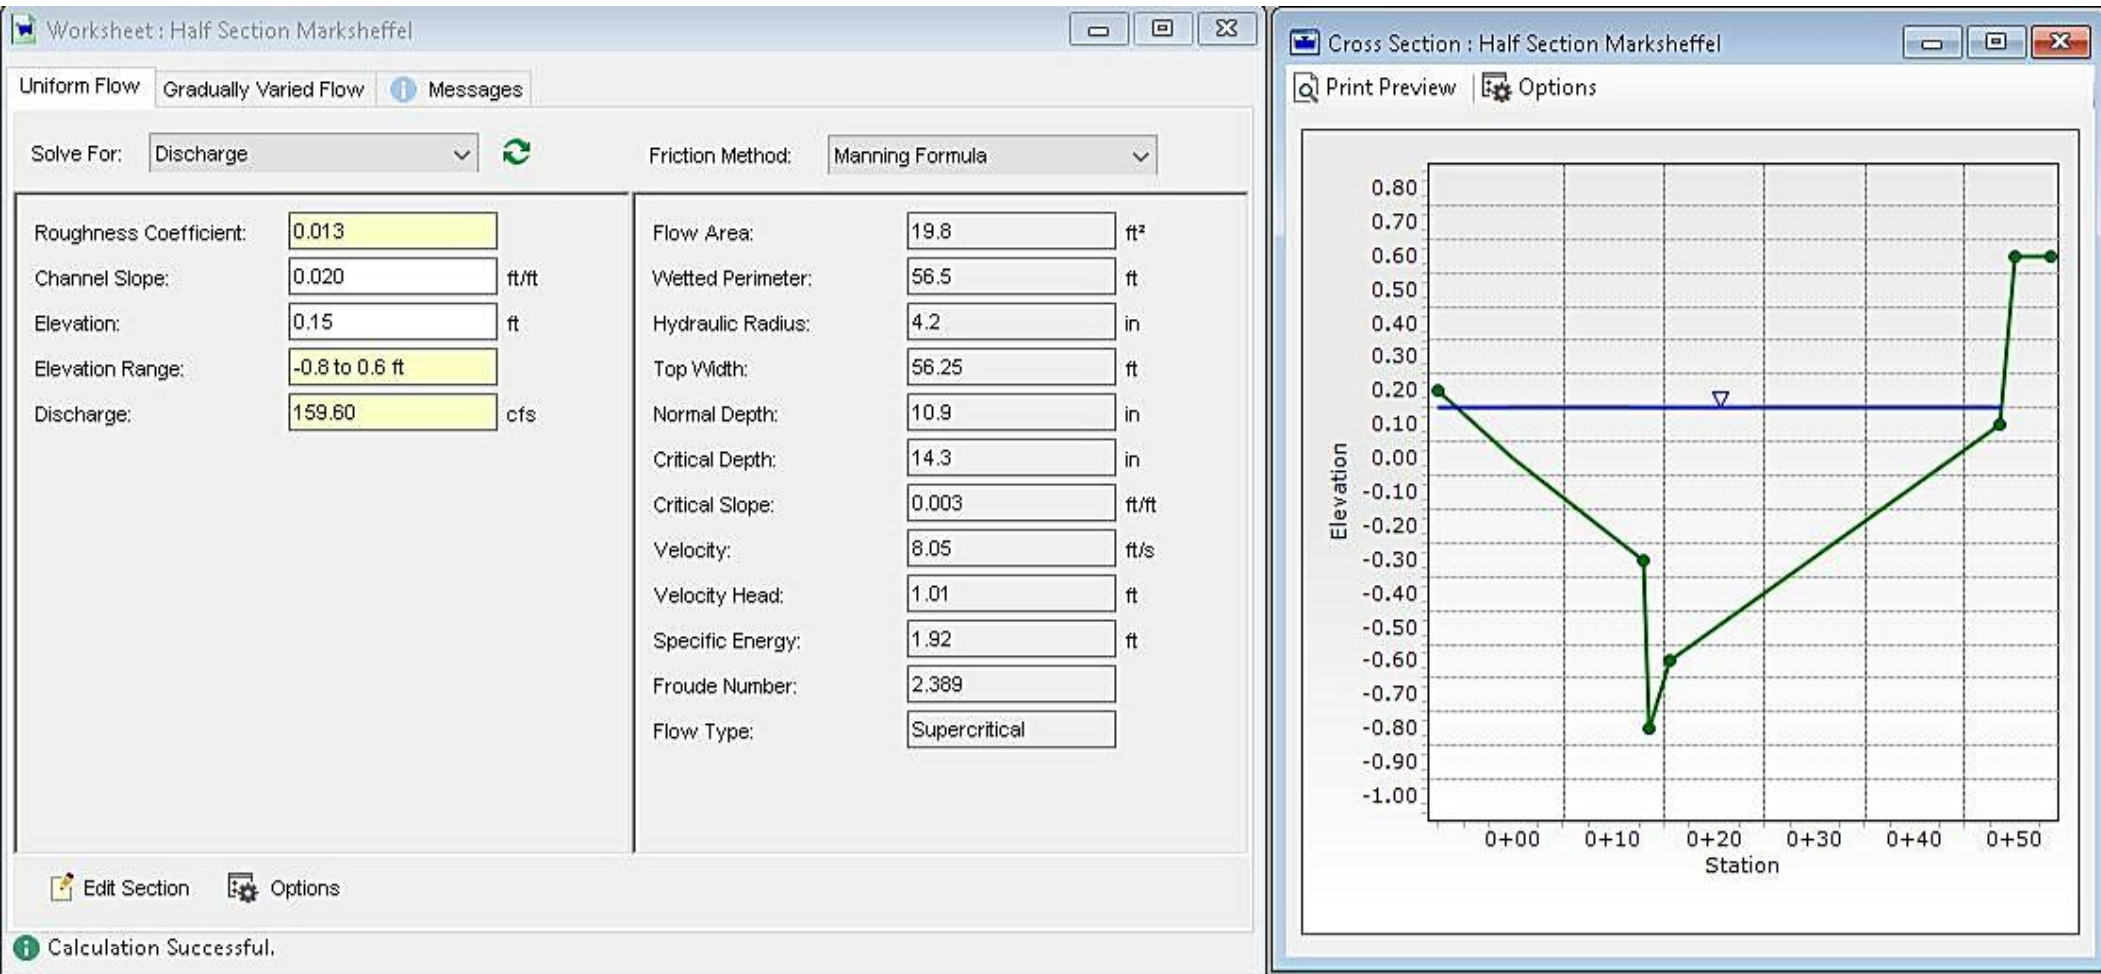 Worksheet : Half Section Marksheffel
Uniform Flow Gradually Varied Flow Messages
Solve For: Discharge Friction Method: Manning Formula
Roughness Coefficient: 0.013
Channel Slope: 0.020 ft/ft
Elevation: 0.15 ft
Elevation Range: -0.8 to 0.6 ft
Discharge: 159.60 cfs
Flow Area: 19.8 ft²
Wetted Perimeter: 56.5 ft
Hydraulic Radius: 4.2 in
Top Width: 56.25 ft
Normal Depth: 10.9 in
Critical Depth: 14.3 in
Critical Slope: 0.003 ft/ft
Velocity: 8.05 ft/s
Velocity Head: 1.01 ft
Specific Energy: 1.92 ft
Froude Number: 2.389
Flow Type: Supercritical
Edit Section Options
Calculation Successful.
Cross Section : Half Section Marksheffel
Print Preview Options
0.80
0.70
0.60
0.50
0.40
0.30
0.20
0.10
0.00
-0.10
-0.20
-0.30
-0.40
-0.50
-0.60
-0.70
-0.80
-0.90
-1.00
Elevation
0+00 0+10 0+20 0+30 0+40 0+50
Station